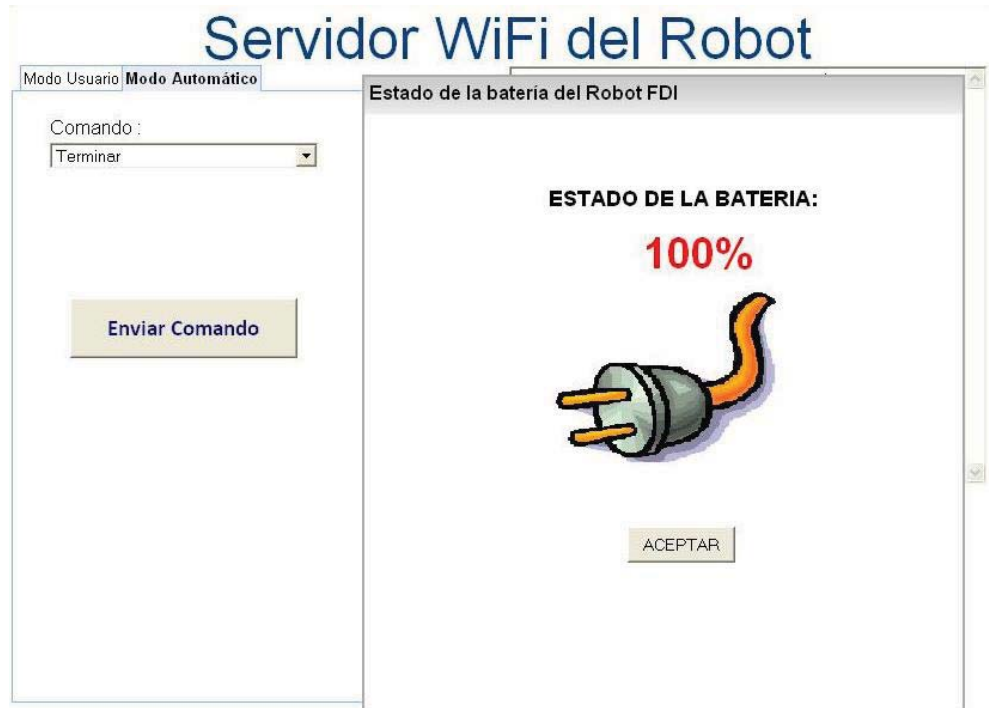 Servidor WiFi del Robot
Modo Usuario Modo Automático
Comando :
Terminar
Enviar Comando
Estado de la batería del Robot FDI
ESTADO DE LA BATERIA:
100%
ACEPTAR